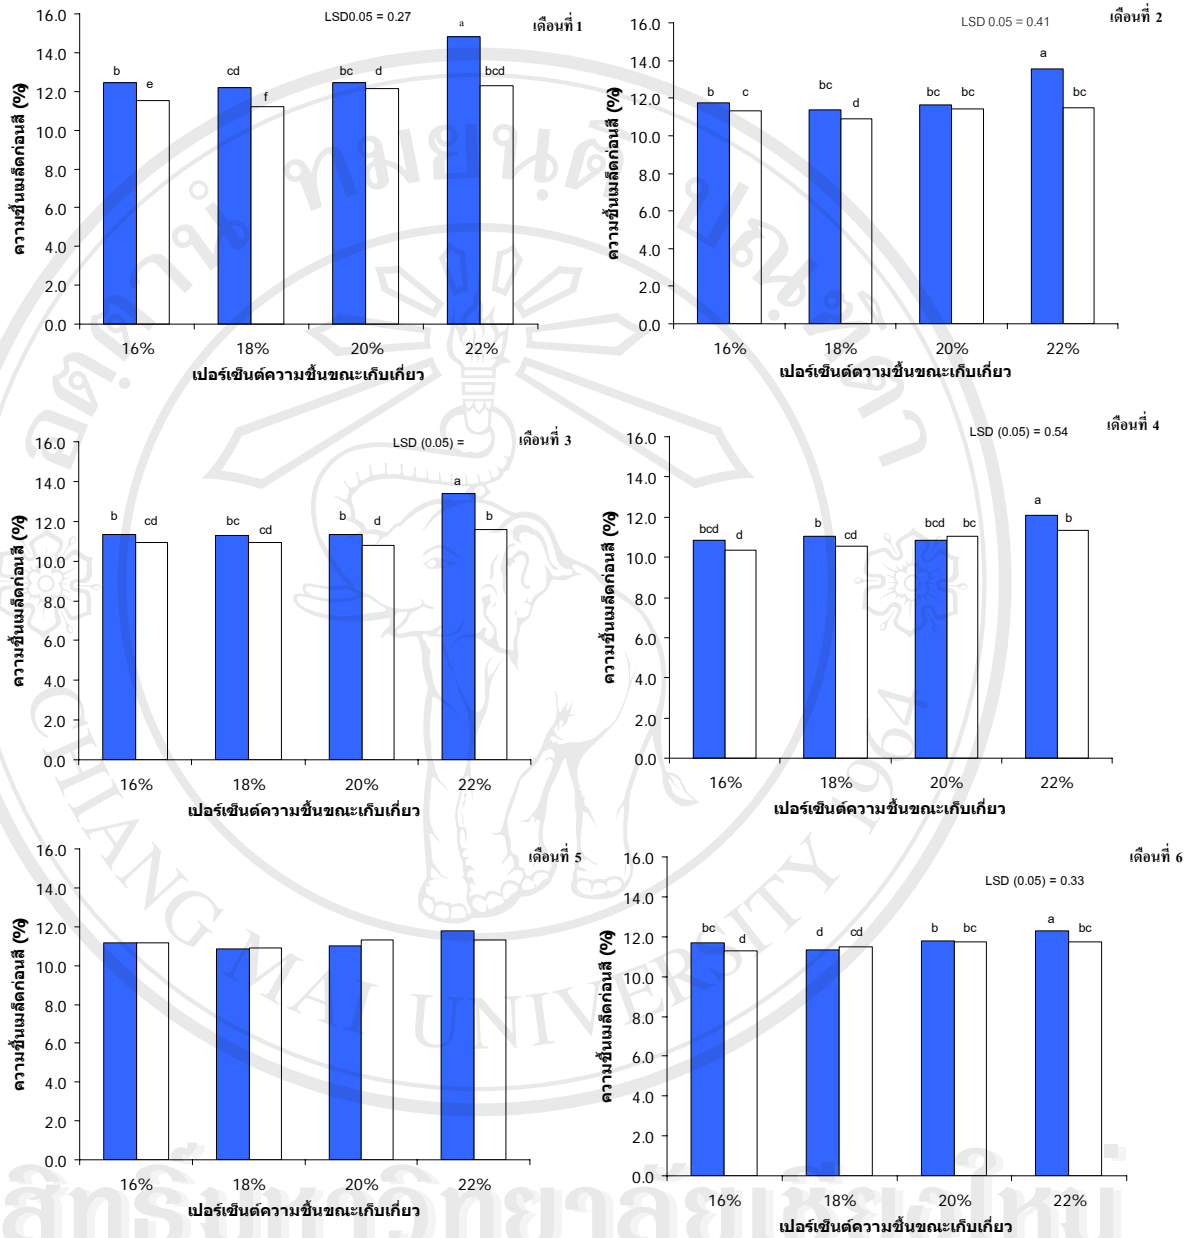 LSD0.05 = 0.27
เดือนที่ 1
ความชื้นเมล็ดก่อนสี (%)
16.0
14.0
12.0
10.0
8.0
6.0
4.0
2.0
0.0
b e cd f bc d a bcd
16% 18% 20% 22%
เปอร์เซ็นต์ความชื้นขณะเก็บเกี่ยว
LSD 0.05 = 0.41
เดือนที่ 2
ความชื้นเมล็ดก่อนสี (%)
16.0
14.0
12.0
10.0
8.0
6.0
4.0
2.0
0.0
b c bc d bc bc a bc
16% 18% 20% 22%
เปอร์เซ็นต์ความชื้นขณะเก็บเกี่ยว
LSD (0.05) =
เดือนที่ 3
ความชื้นเมล็ดก่อนสี (%)
16.0
14.0
12.0
10.0
8.0
6.0
4.0
2.0
0.0
b cd bc cd b d a b
16% 18% 20% 22%
เปอร์เซ็นต์ความชื้นขณะเก็บเกี่ยว
LSD (0.05) = 0.54
เดือนที่ 4
ความชื้นเมล็ดก่อนสี (%)
16.0
14.0
12.0
10.0
8.0
6.0
4.0
2.0
0.0
bcd d b cd bcd bc a b
16% 18% 20% 22%
เปอร์เซ็นต์ความชื้นขณะเก็บเกี่ยว
เดือนที่ 5
ความชื้นเมล็ดก่อนสี (%)
16.0
14.0
12.0
10.0
8.0
6.0
4.0
2.0
0.0
16% 18% 20% 22%
เปอร์เซ็นต์ความชื้นขณะเก็บเกี่ยว
LSD (0.05) = 0.33
เดือนที่ 6
ความชื้นเมล็ดก่อนสี (%)
16.0
14.0
12.0
10.0
8.0
6.0
4.0
2.0
0.0
bc d d cd b bc a bc
16% 18% 20% 22%
เปอร์เซ็นต์ความชื้นขณะเก็บเกี่ยว
CHIANG MAI UNIVERSITY 1964